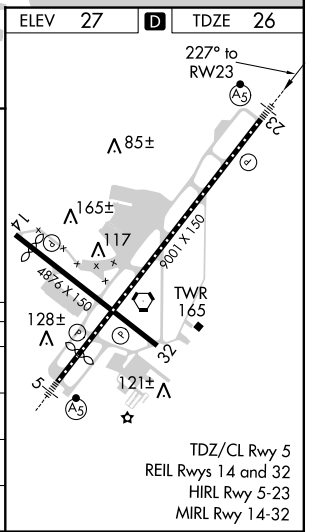 ELEV 27 D TDZE 26
227° to
RW23
A5
23
85±
P
14
165±
P
117
9001 X 150
4876 X 150
TWR
165
128±
P
P
32
5
121±
A5
TDZ/CL Rwy 5
REIL Rwys 14 and 32
HIRL Rwy 5-23
MIRL Rwy 14-32